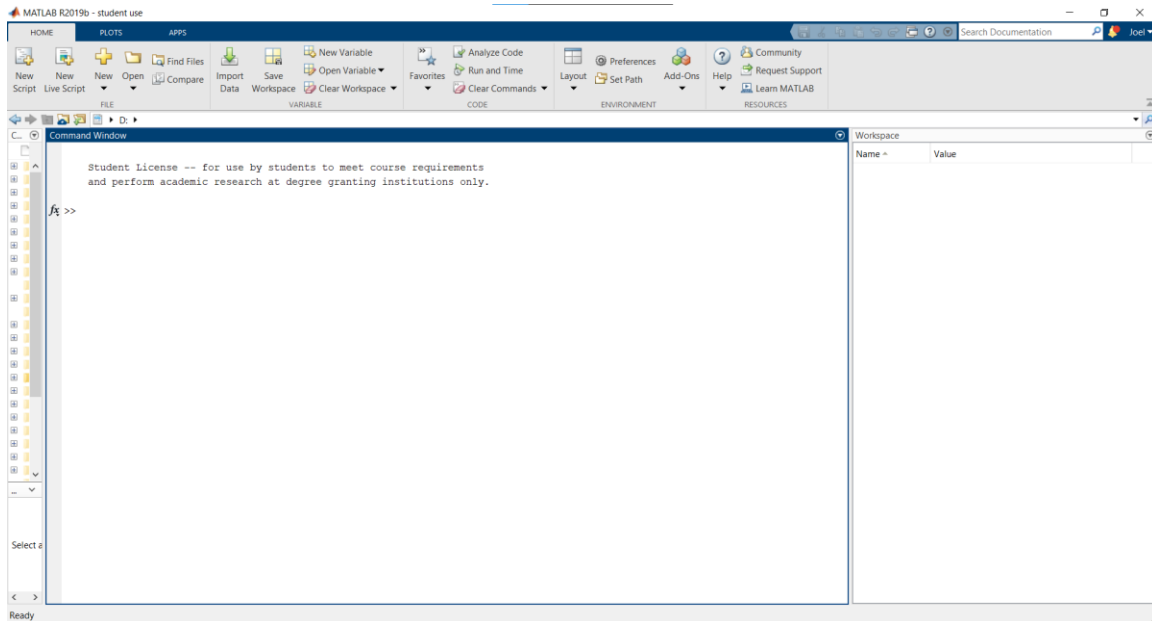 MATLAB R2019b - student use
HOME
PLOTS
APPS
Search Documentation
Joel
New Script
New Live Script
New
Open
Find Files
Compare
Import Data
Save Workspace
New Variable
Open Variable
Clear Workspace
Favorites
Analyze Code
Run and Time
Clear Commands
Layout
Preferences
Set Path
Add-Ons
Help
Community
Request Support
Learn MATLAB
FILE
VARIABLE
CODE
ENVIRONMENT
RESOURCES
D:
C...
Command Window
Workspace
Name
Value
Student License -- for use by students to meet course requirements
and perform academic research at degree granting institutions only.
fx >>
Select a
Ready